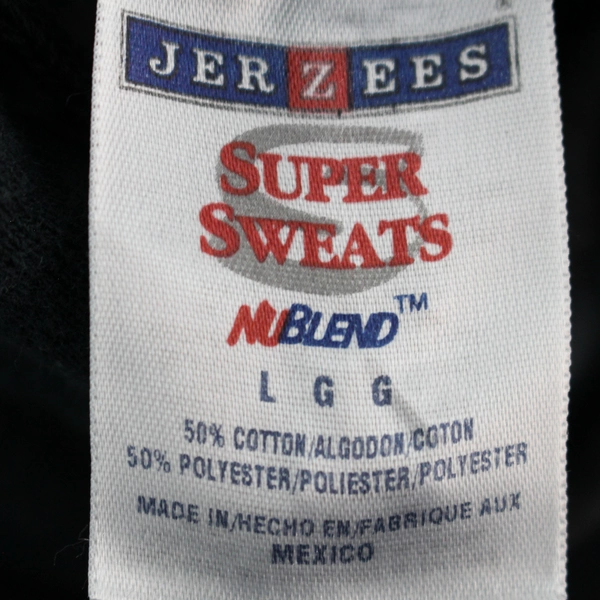 JERZEES
SUPER
SWEATS
NUBLEND™
L G G
50% COTTON/ALGODON/COTON
50% POLYESTER/POLIESTER/POLYESTER
MADE IN/HECHO EN/FABRIQUE AUX
MEXICO